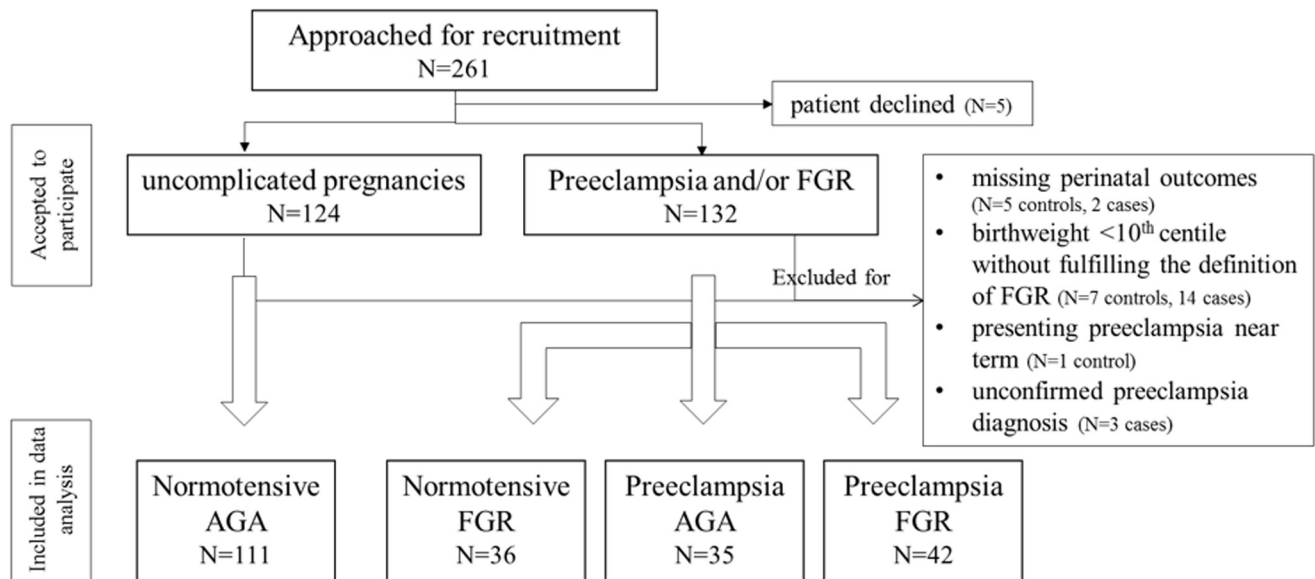 Approached for recruitment
N=261
patient declined (N=5)
Accepted to
participate
uncomplicated pregnancies
N=124
Preeclampsia and/or FGR
N=132
Excluded for
• missing perinatal outcomes
(N=5 controls, 2 cases)
• birthweight <10th centile
without fulfilling the definition
of FGR (N=7 controls, 14 cases)
• presenting preeclampsia near
term (N=1 control)
• unconfirmed preeclampsia
diagnosis (N=3 cases)
Included in data
analysis
Normotensive
AGA
N=111
Normotensive
FGR
N=36
Preeclampsia
AGA
N=35
Preeclampsia
FGR
N=42